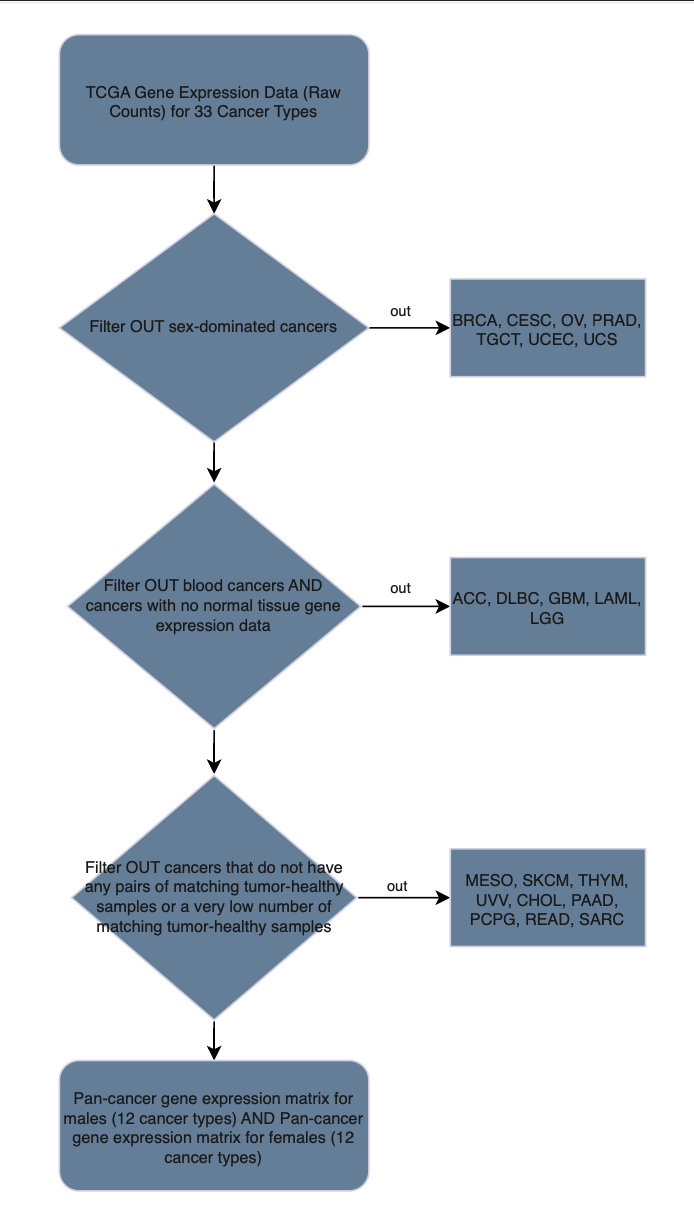 TCGA Gene Expression Data (Raw
Counts) for 33 Cancer Types
Filter OUT sex-dominated cancers
out
BRCA, CESC, OV, PRAD,
TGCT, UCEC, UCS
Filter OUT blood cancers AND
cancers with no normal tissue gene
expression data
out
ACC, DLBC, GBM, LAML,
LGG
Filter OUT cancers that do not have
any pairs of matching tumor-healthy
samples or a very low number of
matching tumor-healthy samples
out
MESO, SKCM, THYM,
UVV, CHOL, PAAD,
PCPG, READ, SARC
Pan-cancer gene expression matrix for
males (12 cancer types) AND Pan-cancer
gene expression matrix for females (12
cancer types)